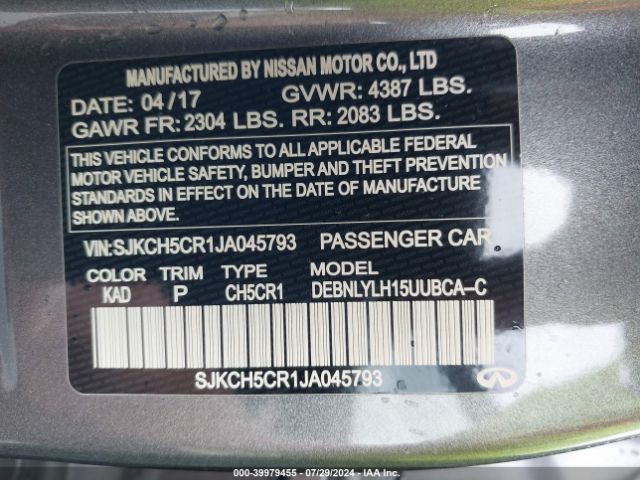 MANUFACTURED BY NISSAN MOTOR CO., LTD
DATE: 04/17 GVWR: 4387 LBS.
GAWR FR: 2304 LBS. RR: 2083 LBS.
THIS VEHICLE CONFORMS TO ALL APPLICABLE FEDERAL
MOTOR VEHICLE SAFETY, BUMPER AND THEFT PREVENTION
STANDARDS IN EFFECT ON THE DATE OF MANUFACTURE
SHOWN ABOVE.
VIN:SJKCH5CR1JA045793 PASSENGER CAR
COLOR TRIM TYPE MODEL
KAD P CH5CR1 DEBNLYLH15UUBCA-C
SJKCH5CR1JA045793
000-39979455 | 07/29/2024 | IAA Inc.